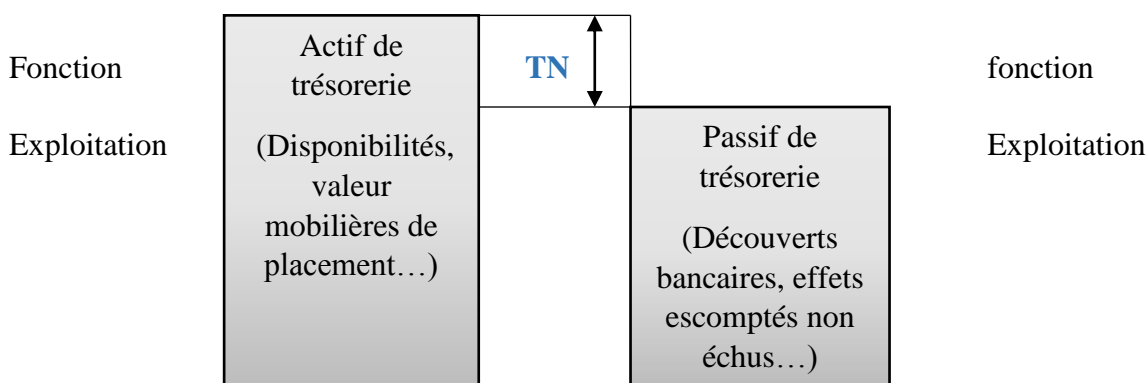 Fonction
Exploitation
Actif de
trésorerie
(Disponibilités,
valeur
mobilières de
placement…)
TN
Passif de
trésorerie
(Découverts
bancaires, effets
escomptés non
échus…)
fonction
Exploitation